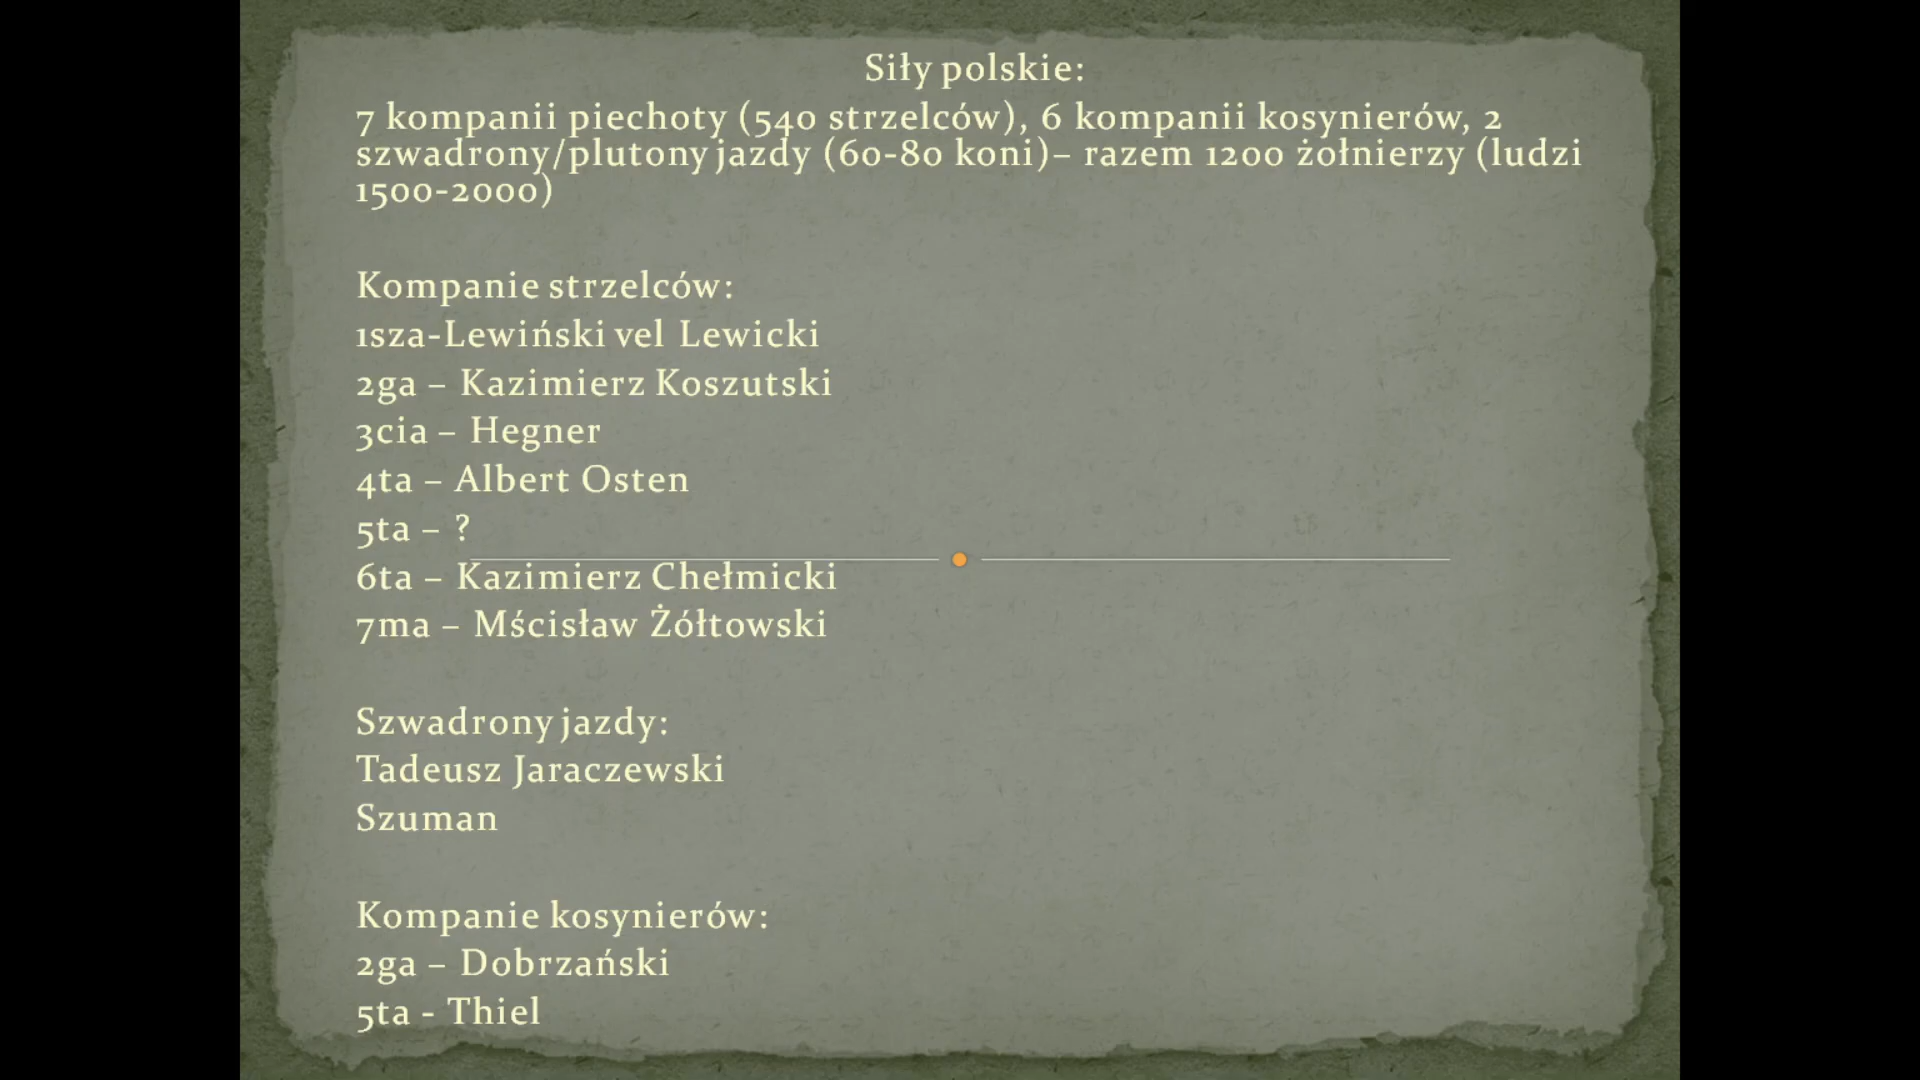 Siły polskie:
7 kompanii piechoty (540 strzelców), 6 kompanii kosynierów, 2
szwadrony/plutony jazdy (60-80 koni)– razem 1200 żołnierzy (ludzi
1500-2000)
Kompanie strzelców:
1sza-Lewiński vel Lewicki
2ga – Kazimierz Koszutski
3cia – Hegner
4ta – Albert Osten
5ta – ?
6ta – Kazimierz Chełmicki
7ma – Mścisław Żółtowski
Szwadrony jazdy:
Tadeusz Jaraczewski
Szuman
Kompanie kosynierów:
2ga – Dobrzański
5ta - Thiel